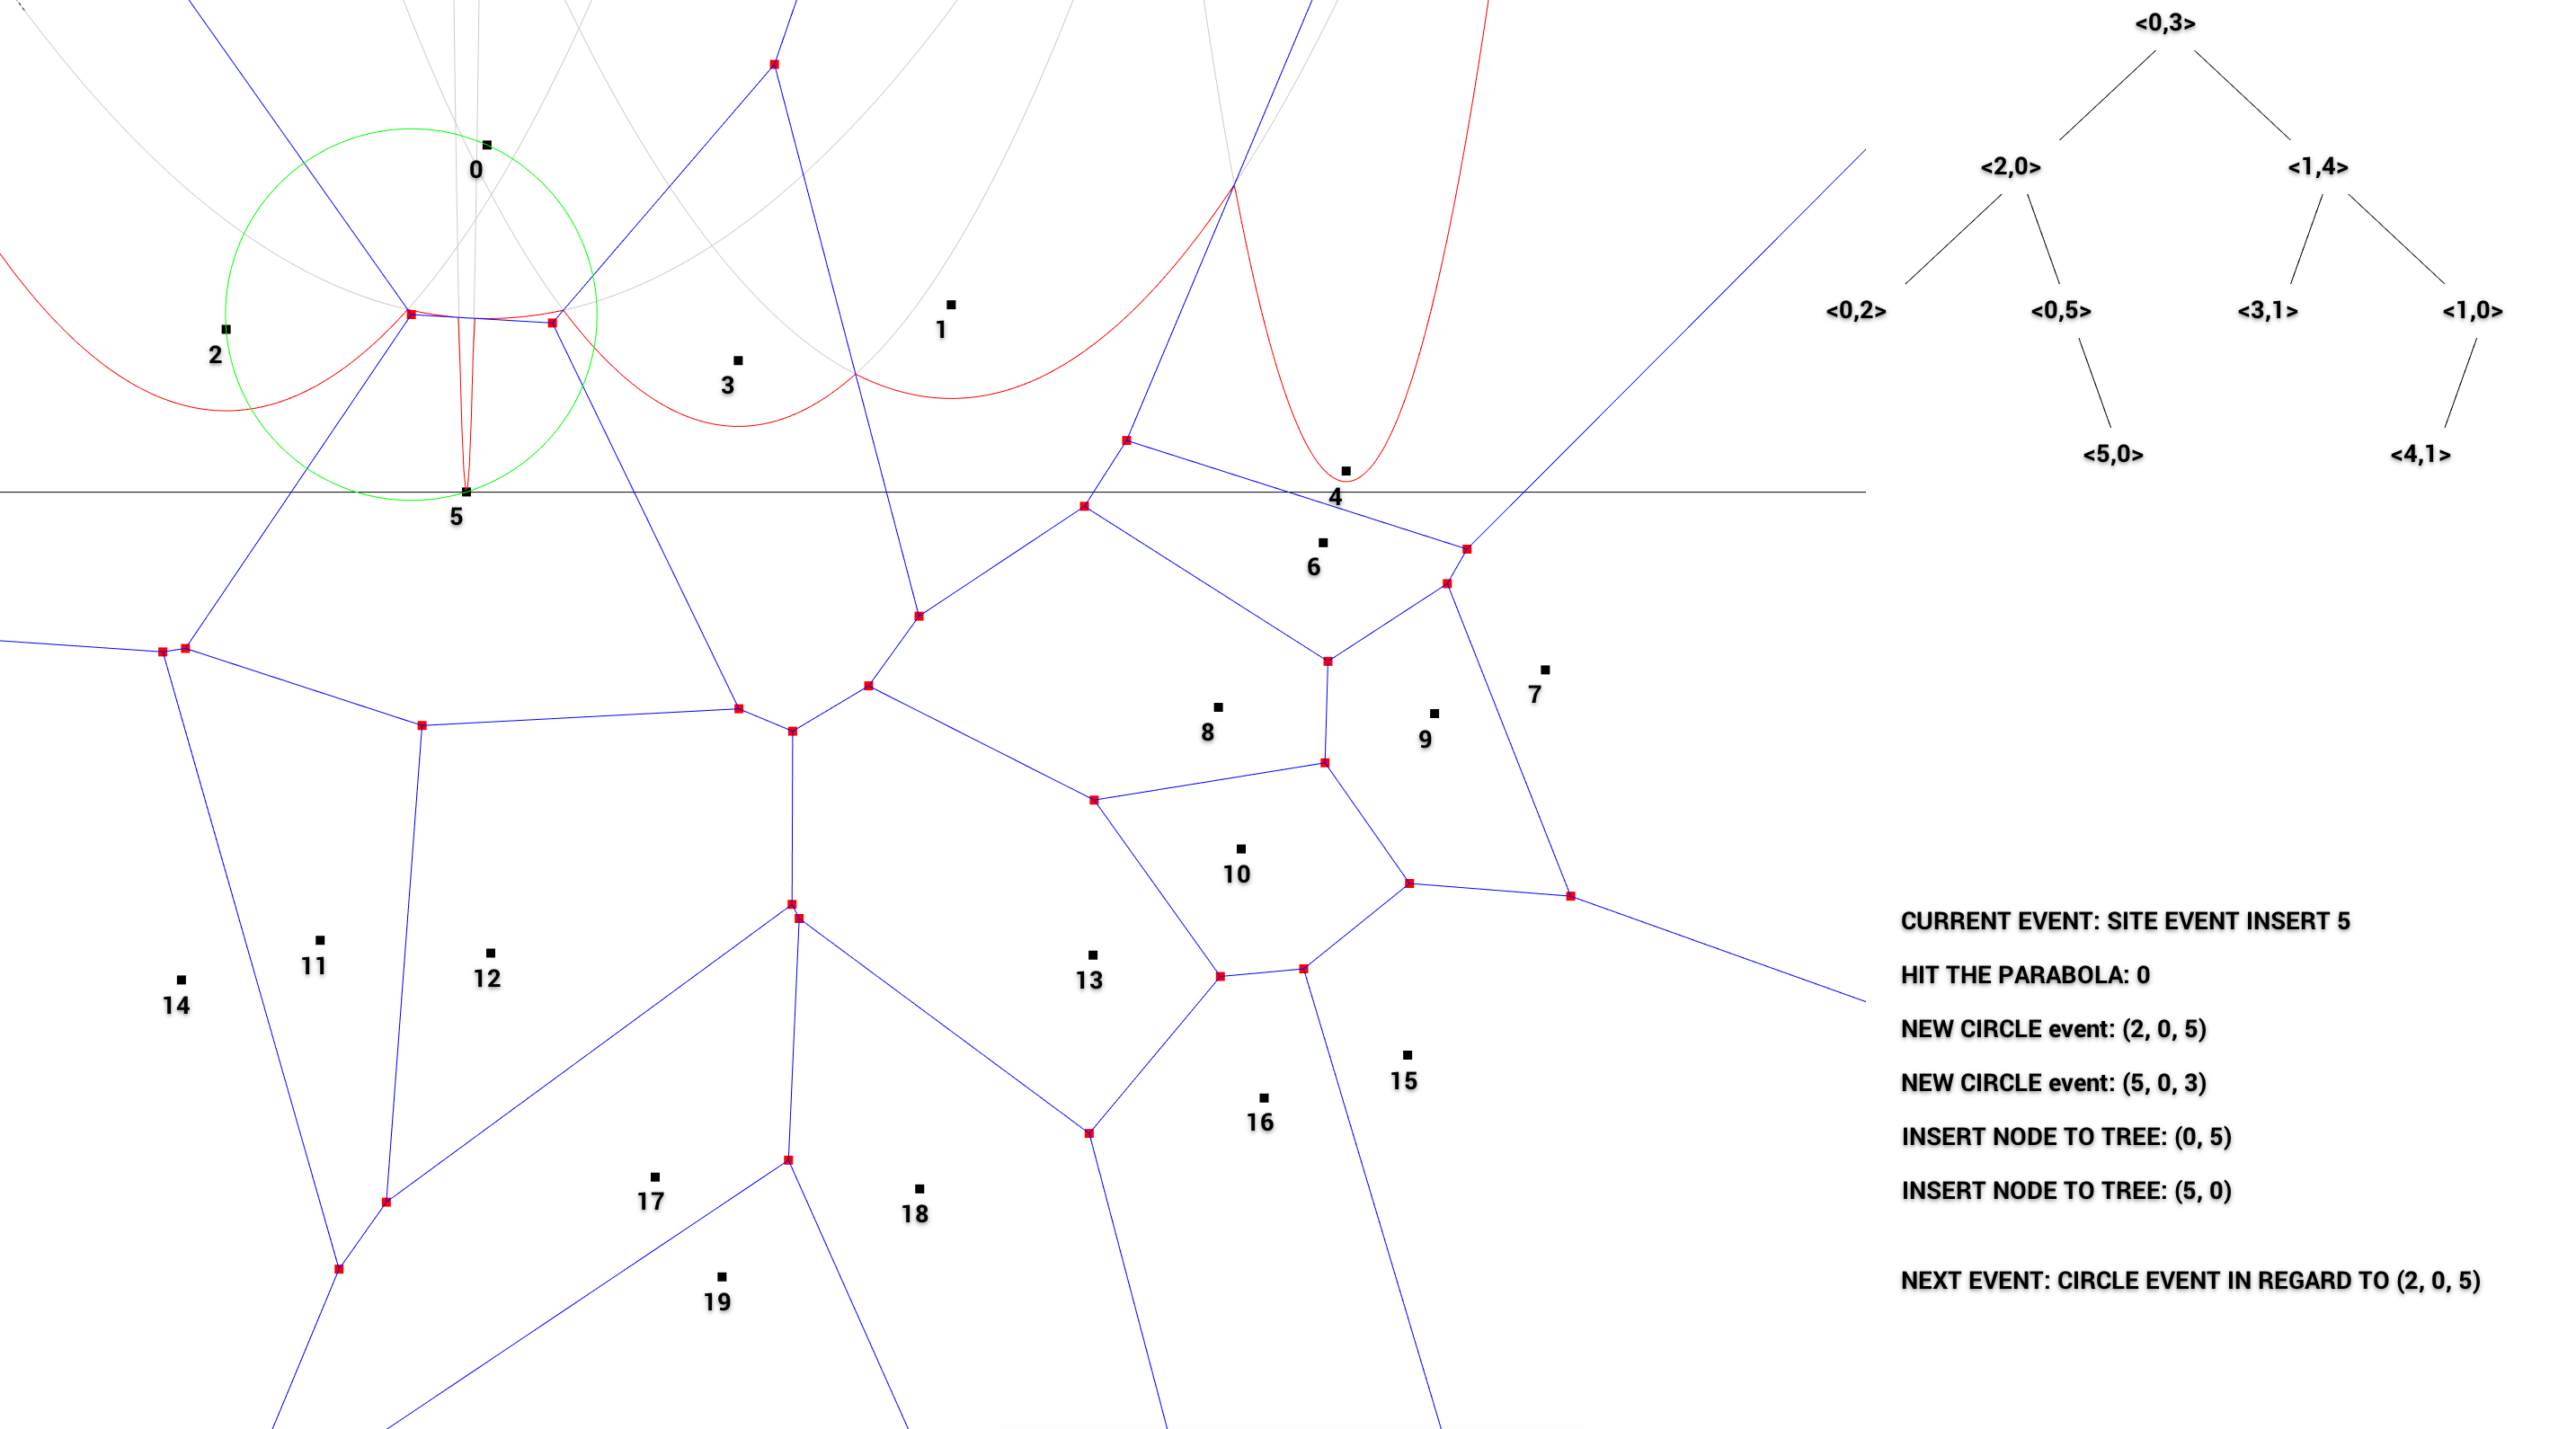 <0,3>
<2,0> <1,4>
<0,2> <0,5> <3,1> <1,0>
<5,0> <4,1>
0
1
2
3
4
5
6
7
8
9
10
11
12
13
14
15
16
17
18
19
CURRENT EVENT: SITE EVENT INSERT 5
HIT THE PARABOLA: 0
NEW CIRCLE event: (2, 0, 5)
NEW CIRCLE event: (5, 0, 3)
INSERT NODE TO TREE: (0, 5)
INSERT NODE TO TREE: (5, 0)
NEXT EVENT: CIRCLE EVENT IN REGARD TO (2, 0, 5)